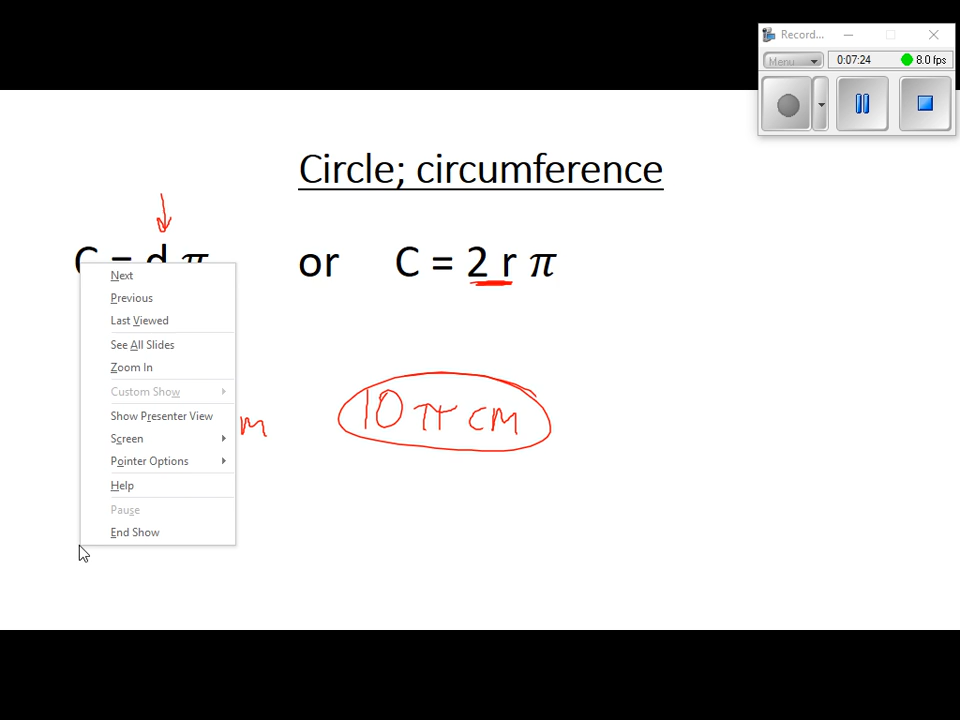 Record...
Menu 0:07:24 8.0 fps
Circle; circumference
C = d π or C = 2 r π
Next
Previous
Last Viewed
See All Slides
Zoom In
Custom Show
Show Presenter View
Screen
Pointer Options
Help
Pause
End Show
m 10 π cm